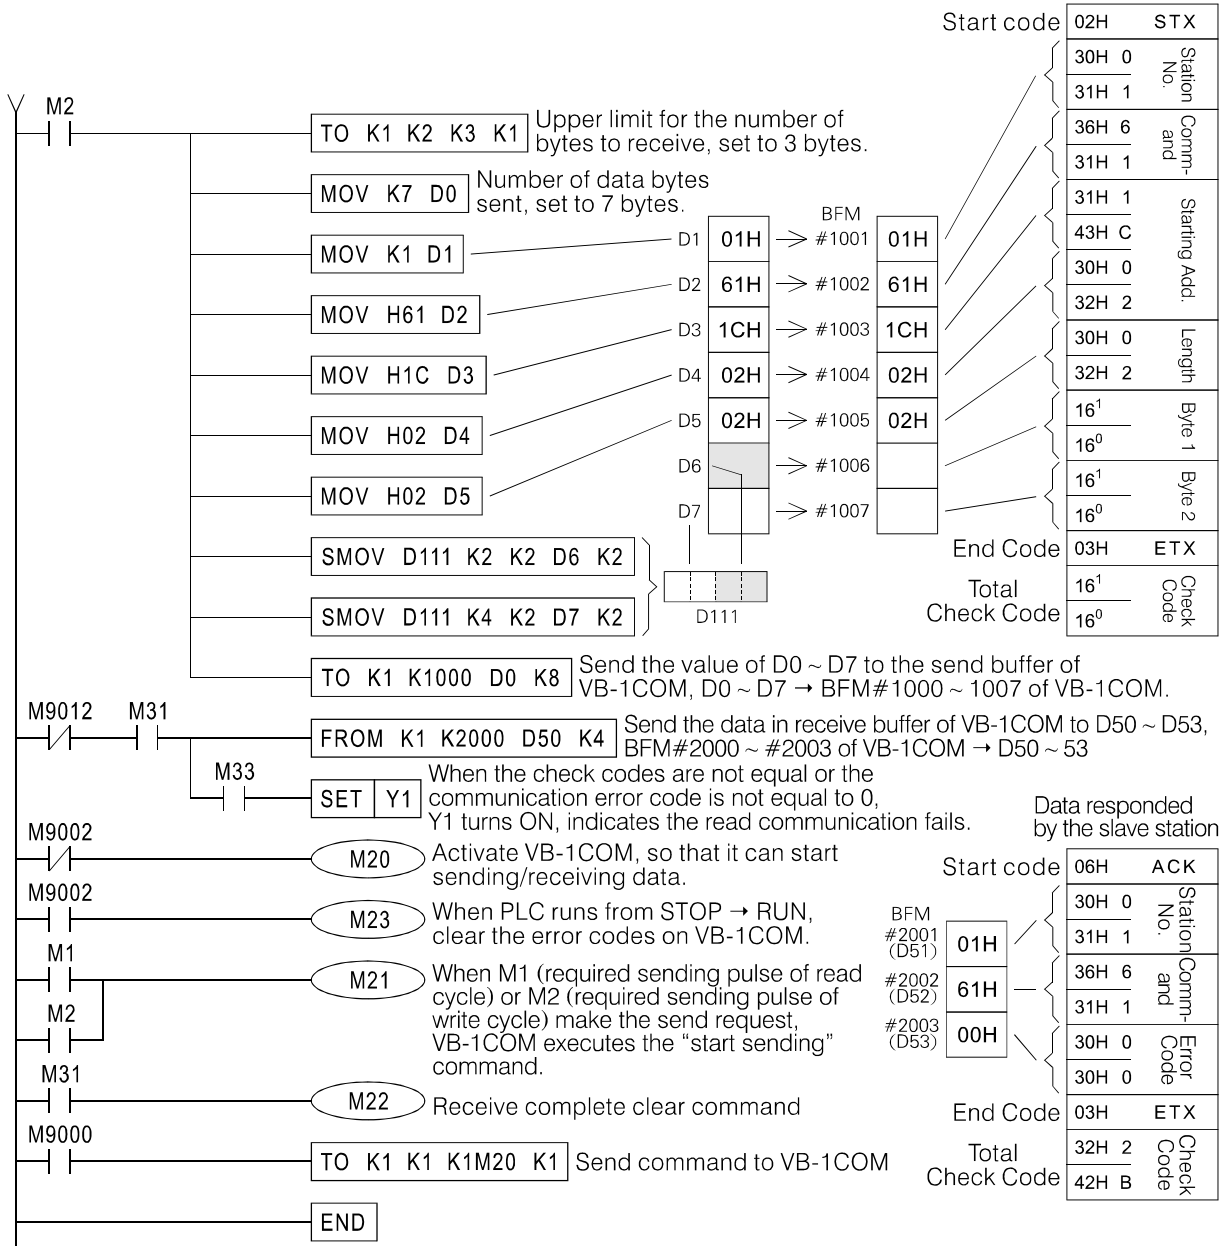 Start code 02H STX
30H 0 Station No.
31H 1
M2
TO K1 K2 K3 K1 Upper limit for the number of
bytes to receive, set to 3 bytes.
36H 6 Comm-and
31H 1
MOV K7 D0 Number of data bytes
sent, set to 7 bytes.
31H 1 Starting Add.
43H C
30H 0
32H 2
BFM
MOV K1 D1 D1 01H #1001 01H
MOV H61 D2 D2 61H #1002 61H
MOV H1C D3 D3 1CH #1003 1CH
MOV H02 D4 D4 02H #1004 02H
MOV H02 D5 D5 02H #1005 02H
D6 #1006
D7 #1007
30H 0 Length
32H 2
16¹ Byte 1
16⁰
16¹ Byte 2
16⁰
SMOV D111 K2 K2 D6 K2
SMOV D111 K4 K2 D7 K2
D111
End Code 03H ETX
Total
Check Code
16¹ Check Code
16⁰
TO K1 K1000 D0 K8 Send the value of D0 ~ D7 to the send buffer of
VB-1COM, D0 ~ D7 → BFM#1000 ~ 1007 of VB-1COM.
M9012 M31
FROM K1 K2000 D50 K4 Send the data in receive buffer of VB-1COM to D50 ~ D53,
BFM#2000 ~ #2003 of VB-1COM → D50 ~ 53
M33
SET Y1 When the check codes are not equal or the
communication error code is not equal to 0,
Y1 turns ON, indicates the read communication fails.
M9002
M20 Activate VB-1COM, so that it can start
sending/receiving data.
M9002
M23 When PLC runs from STOP → RUN,
clear the error codes on VB-1COM.
M1
M2
M21 When M1 (required sending pulse of read
cycle) or M2 (required sending pulse of
write cycle) make the send request,
VB-1COM executes the “start sending”
command.
M31
M22 Receive complete clear command
M9000
TO K1 K1 K1M20 K1 Send command to VB-1COM
END
Data responded
by the slave station
Start code 06H ACK
30H 0 Station No.
31H 1
36H 6 Comm-and
31H 1
30H 0 Error Code
30H 0
BFM
#2001
(D51) 01H
#2002
(D52) 61H
#2003
(D53) 00H
End Code 03H ETX
Total
Check Code
32H 2 Check Code
42H B